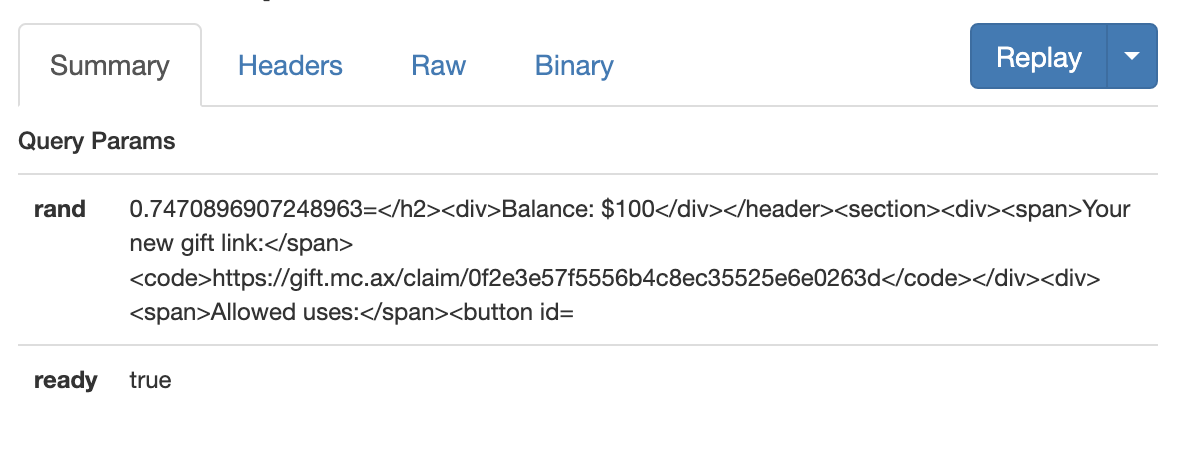 Summary Headers Raw Binary Replay
Query Params
rand 0.7470896907248963=</h2><div>Balance: $100</div></header><section><div><span>Your
new gift link:</span>
<code>https://gift.mc.ax/claim/0f2e3e57f5556b4c8ec35525e6e0263d</code></div><div>
<span>Allowed uses:</span><button id=
ready true